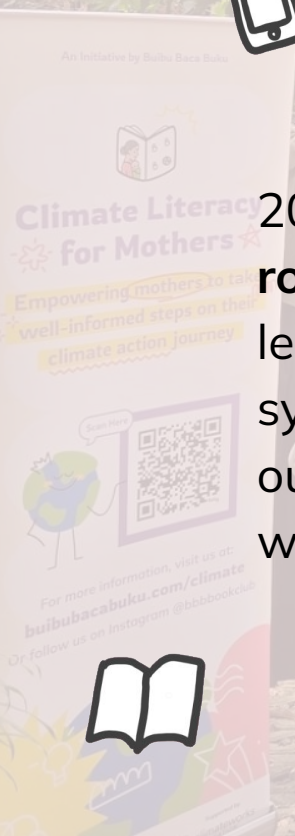 An Initiative by Buibu Baca Buku
Climate Literacy
for Mothers
Empowering mothers to take
well-informed steps on their
climate action journey
Scan Here
For more information, visit us at:
buibubacabuku.com/climate
Or follow us on Instagram @bbbbookclub
20
ro
le
sy
ou
w